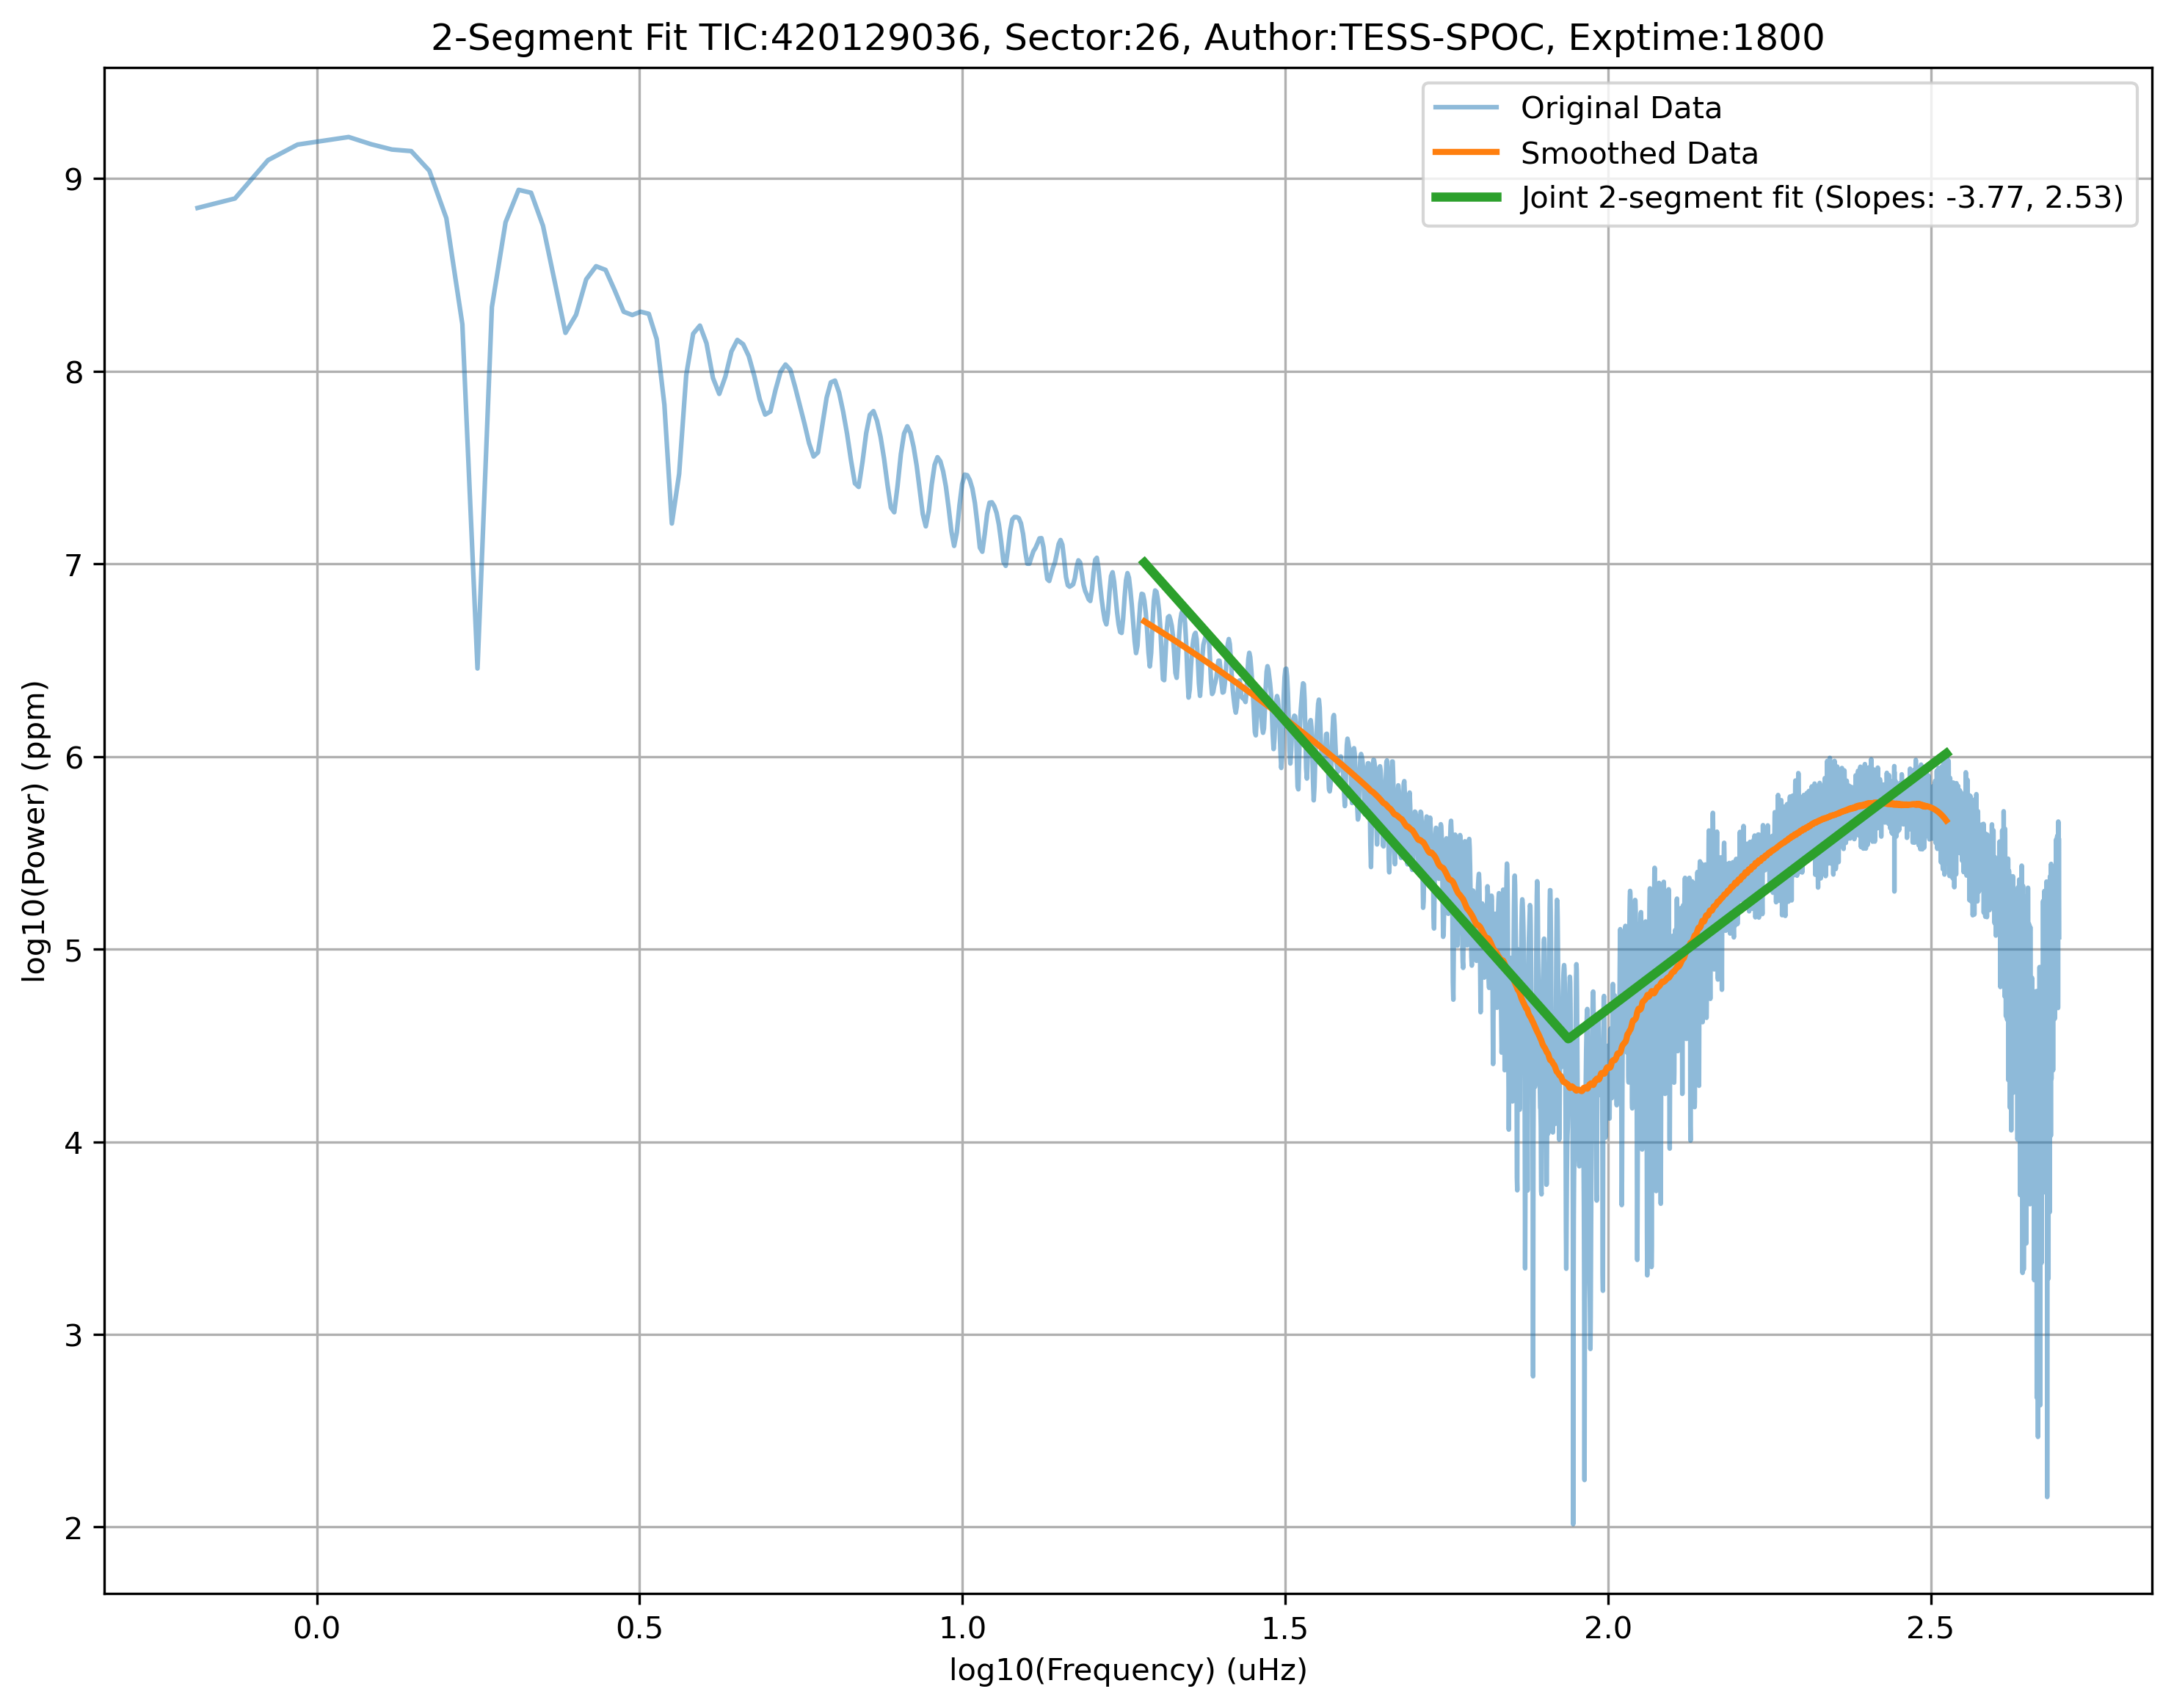 2-Segment Fit TIC:420129036, Sector:26, Author:TESS-SPOC, Exptime:1800
Original Data
Smoothed Data
Joint 2-segment fit (Slopes: -3.77, 2.53)
log10(Power) (ppm)
9
8
7
6
5
4
3
2
0.0 0.5 1.0 1.5 2.0 2.5
log10(Frequency) (uHz)